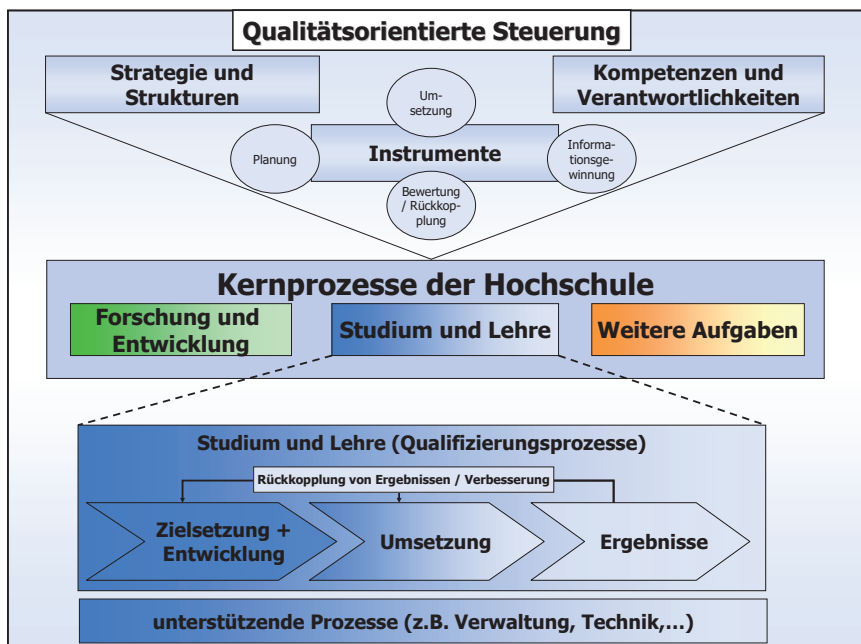 Qualitätsorientierte Steuerung
Strategie und
Strukturen
Kompetenzen und
Verantwortlichkeiten
Um-
setzung
Planung
Instrumente
Informa-
tionsge-
winnung
Bewertung
/ Rückkop-
plung
Kernprozesse der Hochschule
Forschung und
Entwicklung
Studium und Lehre
Weitere Aufgaben
Studium und Lehre (Qualifizierungsprozesse)
Rückkopplung von Ergebnissen / Verbesserung
Zielsetzung +
Entwicklung
Umsetzung
Ergebnisse
unterstützende Prozesse (z.B. Verwaltung, Technik,...)